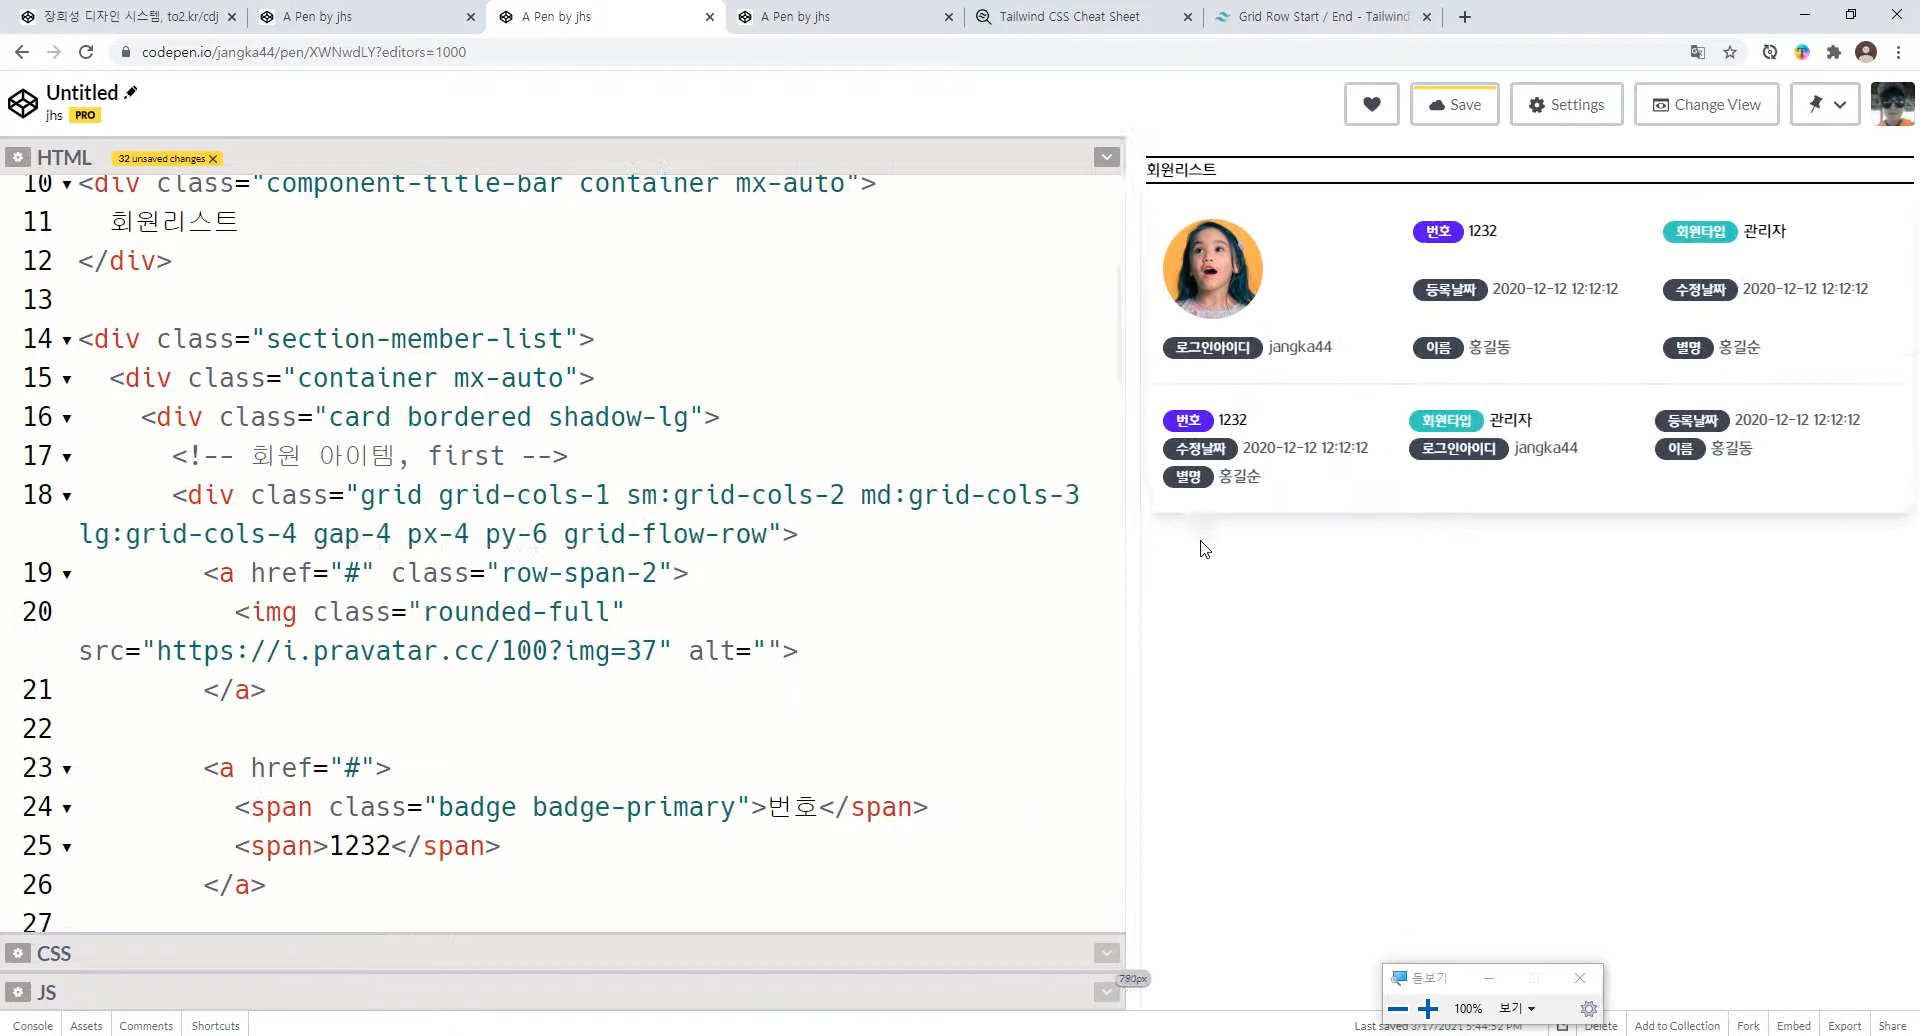 장희성 디자인 시스템, to2.kr/cdj
A Pen by jhs
A Pen by jhs
A Pen by jhs
Tailwind CSS Cheat Sheet
Grid Row Start / End - Tailwind
codepen.io/jangka44/pen/XWNwdLY?editors=1000
Untitled
jhs PRO
Save
Settings
Change View
HTML 32 unsaved changes
10 <div class="component-title-bar container mx-auto">
11 회원리스트
12 </div>
13
14 <div class="section-member-list">
15 <div class="container mx-auto">
16 <div class="card bordered shadow-lg">
17 <!-- 회원 아이템, first -->
18 <div class="grid grid-cols-1 sm:grid-cols-2 md:grid-cols-3
lg:grid-cols-4 gap-4 px-4 py-6 grid-flow-row">
19 <a href="#" class="row-span-2">
20 <img class="rounded-full"
src="https://i.pravatar.cc/100?img=37" alt="">
21 </a>
22
23 <a href="#">
24 <span class="badge badge-primary">번호</span>
25 <span>1232</span>
26 </a>
27
CSS
JS
회원리스트
번호 1232
회원타입 관리자
등록날짜 2020-12-12 12:12:12
수정날짜 2020-12-12 12:12:12
로그인아이디 jangka44
이름 홍길동
별명 홍길순
번호 1232
회원타입 관리자
등록날짜 2020-12-12 12:12:12
수정날짜 2020-12-12 12:12:12
로그인아이디 jangka44
이름 홍길동
별명 홍길순
780px
돋보기
100% 보기
Console
Assets
Comments
Shortcuts
Last saved 3/17/2021 5:44:52 PM
Delete
Add to Collection
Fork
Embed
Export
Share